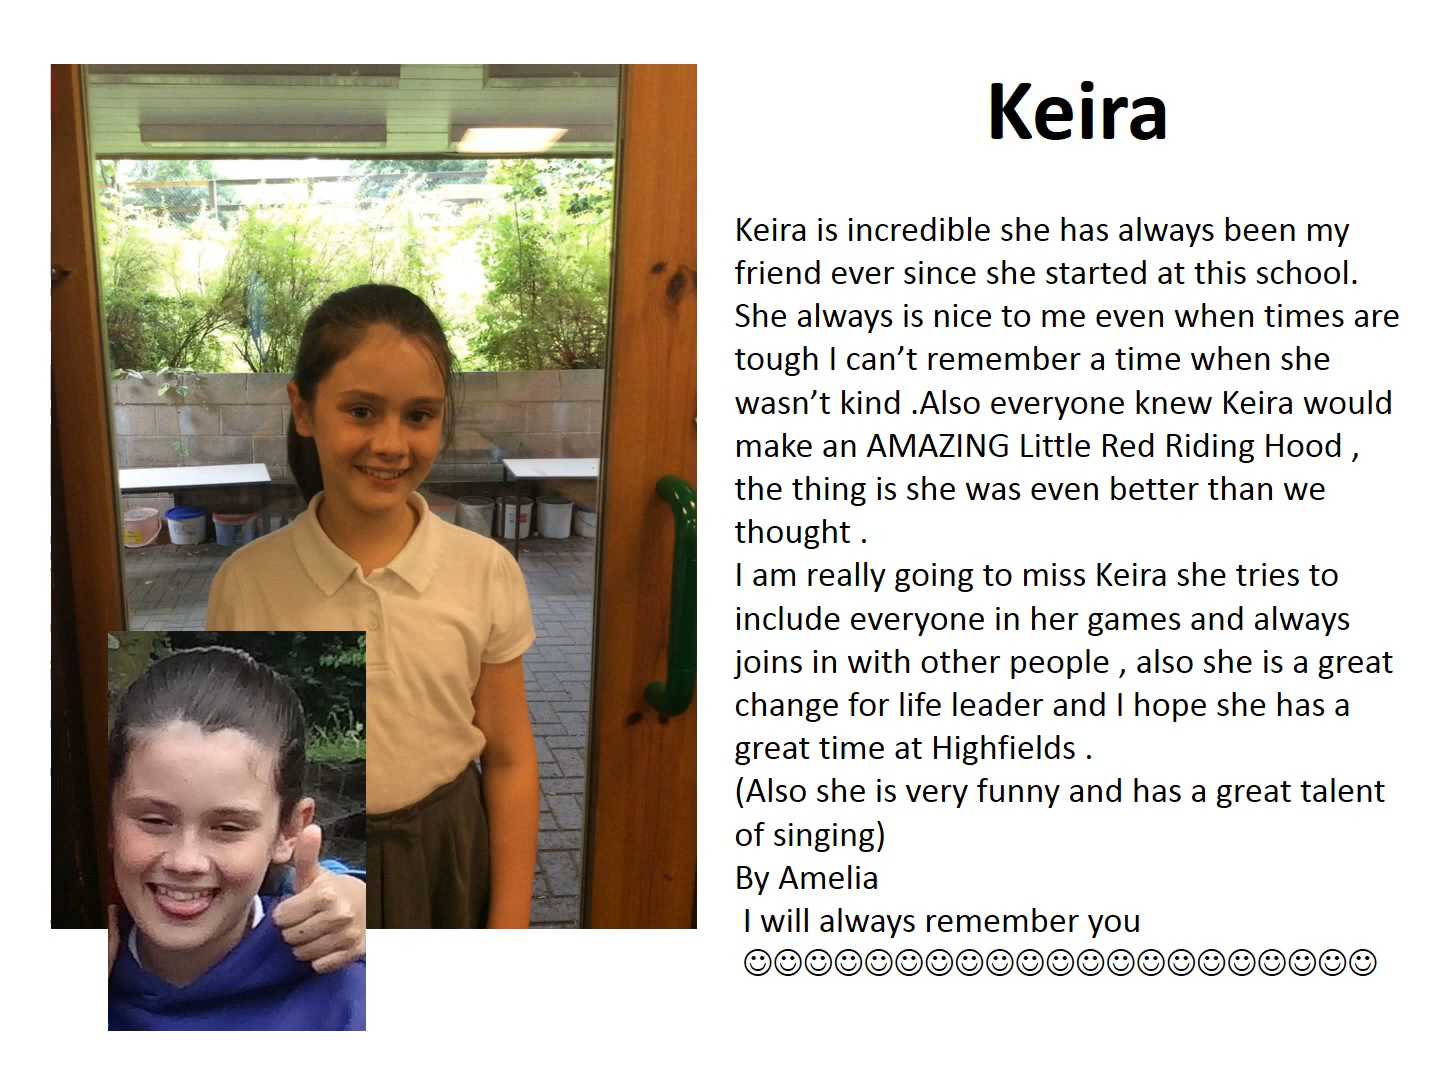 Keira
Keira is incredible she has always been my
friend ever since she started at this school.
She always is nice to me even when times are
tough I can’t remember a time when she
wasn’t kind .Also everyone knew Keira would
make an AMAZING Little Red Riding Hood ,
the thing is she was even better than we
thought .
I am really going to miss Keira she tries to
include everyone in her games and always
joins in with other people , also she is a great
change for life leader and I hope she has a
great time at Highfields .
(Also she is very funny and has a great talent
of singing)
By Amelia
I will always remember you
☺☺☺☺☺☺☺☺☺☺☺☺☺☺☺☺☺☺☺☺☺